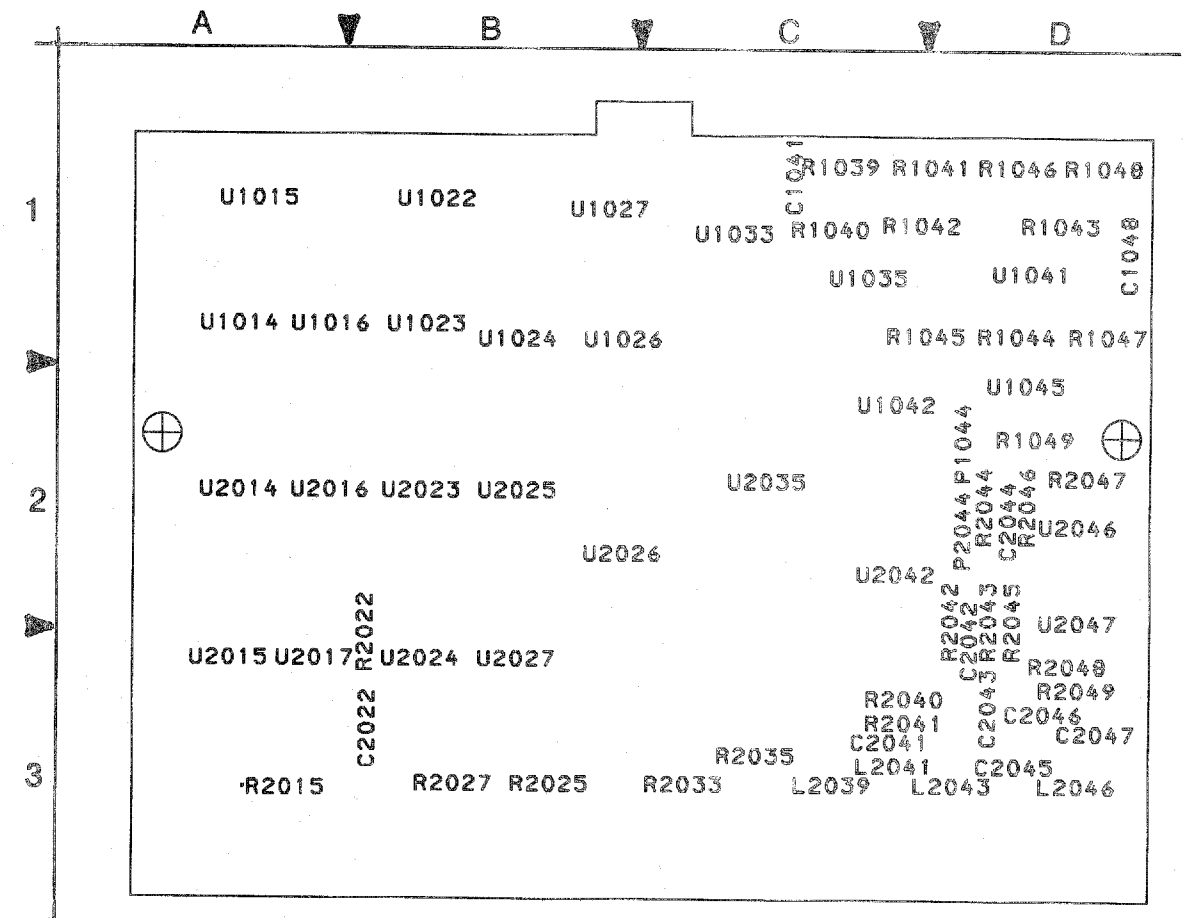 A B C D
1
C1041 R1039 R1041 R1046 R1048
U1015 U1022 U1027
U1033 R1040 R1042 R1043 C1048
U1035 U1041
U1014 U1016 U1023 U1024 U1026
R1045 R1044 R1047
U1042 U1045
P1044 R1049
2
U2014 U2016 U2023 U2025 U2035
P2044 R2044 C2044 R2046 R2047
U2046
U2026
U2042
R2022 R2042 C2042 R2043 R2045 U2047
U2015 U2017 U2024 U2027
R2048
C2022 R2040 C2043 R2049
R2041 C2046
C2041 C2047
3
R2035 L2041 C2045
R2015 R2027 R2025 R2033 L2039 L2043 L2046